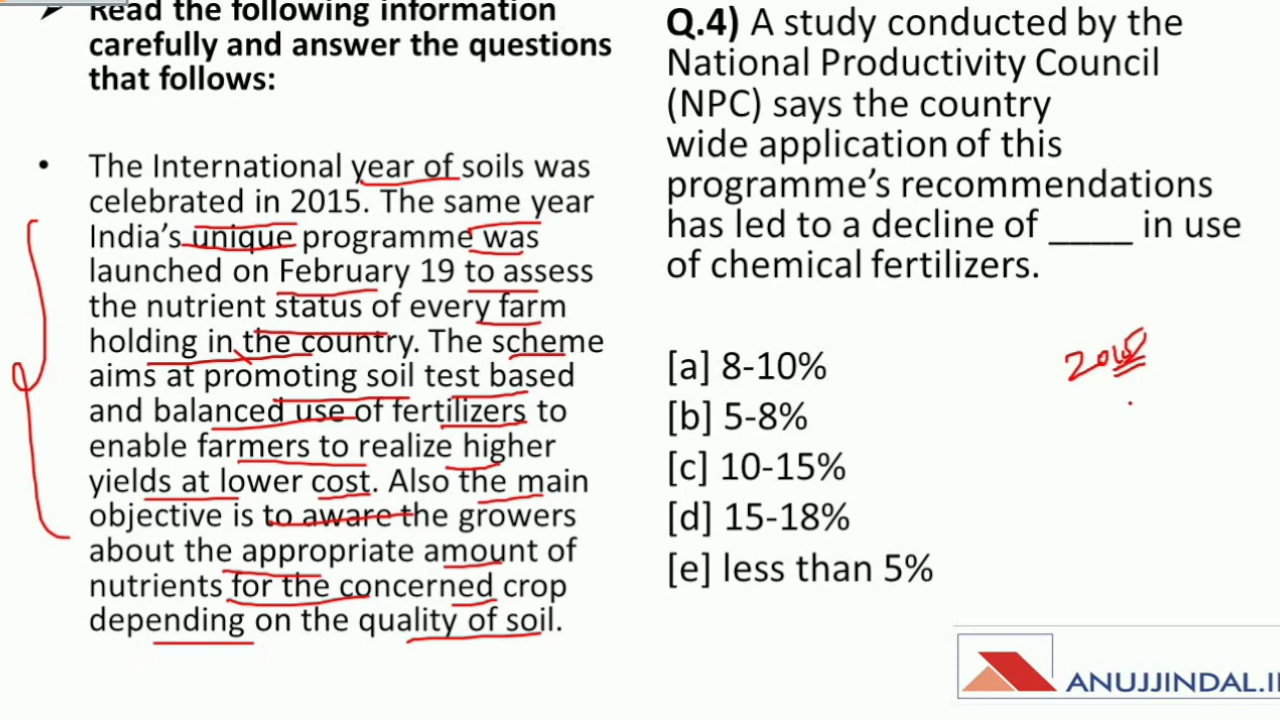 ➢ Read the following information
carefully and answer the questions
that follows:
• The International year of soils was
celebrated in 2015. The same year
India's unique programme was
launched on February 19 to assess
the nutrient status of every farm
holding in the country. The scheme
aims at promoting soil test based
and balanced use of fertilizers to
enable farmers to realize higher
yields at lower cost. Also the main
objective is to aware the growers
about the appropriate amount of
nutrients for the concerned crop
depending on the quality of soil.
Q.4) A study conducted by the
National Productivity Council
(NPC) says the country
wide application of this
programme's recommendations
has led to a decline of ____ in use
of chemical fertilizers.
[a] 8-10%
[b] 5-8%
[c] 10-15%
[d] 15-18%
[e] less than 5%
ANUJJINDAL.I